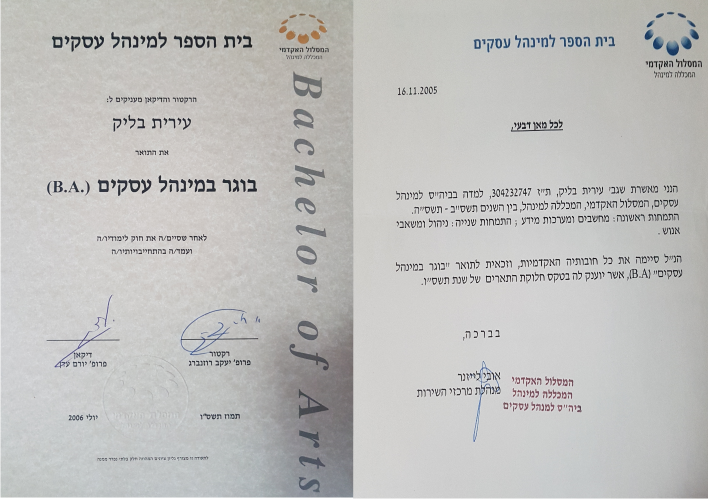 בית הספר למינהל עסקים
המסלול האקדמי
המכללה למינהל
הרקטור והדיקאן מעניקים ל:
עירית בליק
את התואר
בוגר במינהל עסקים (B.A.)
לאחר שסיים/ה את חוק לימודיו/ה
ועמד/ה בהתחייבויותיו/ה
רקטור
פרופ' יעקב רוזנברג
דיקאן
פרופ' יורם עדן
תמוז תשס"ו
יולי 2006
Bachelor of Arts
בית הספר למינהל עסקים
המסלול האקדמי
המכללה למינהל
16.11.2005
לכל מאן דבעי,
הנני מאשרת שגב' עירית בליק, ת"ז 304232747, למדה בביה"ס למינהל
עסקים, המסלול האקדמי, המכללה למינהל, בין השנים תשס"ב - תשס"ה.
התמחות ראשונה: מחשבים ומערכות מידע ; התמחות שנייה: ניהול ומשאבי
אנוש .
הנ"ל סיימה את כל חובותיה האקדמיות, וזכאית לתואר "בוגר במינהל
עסקים" (B.A), אשר יוענק לה בטקס חלוקת התארים של שנת תשס"ו.
בברכה,
לייזנר
מנהלת מרכזי השירות
המסלול האקדמי
המכללה למינהל
ביה"ס למנהל עסקים